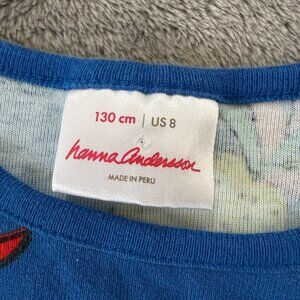 130 cm | US 8
hanna andersson
MADE IN PERU